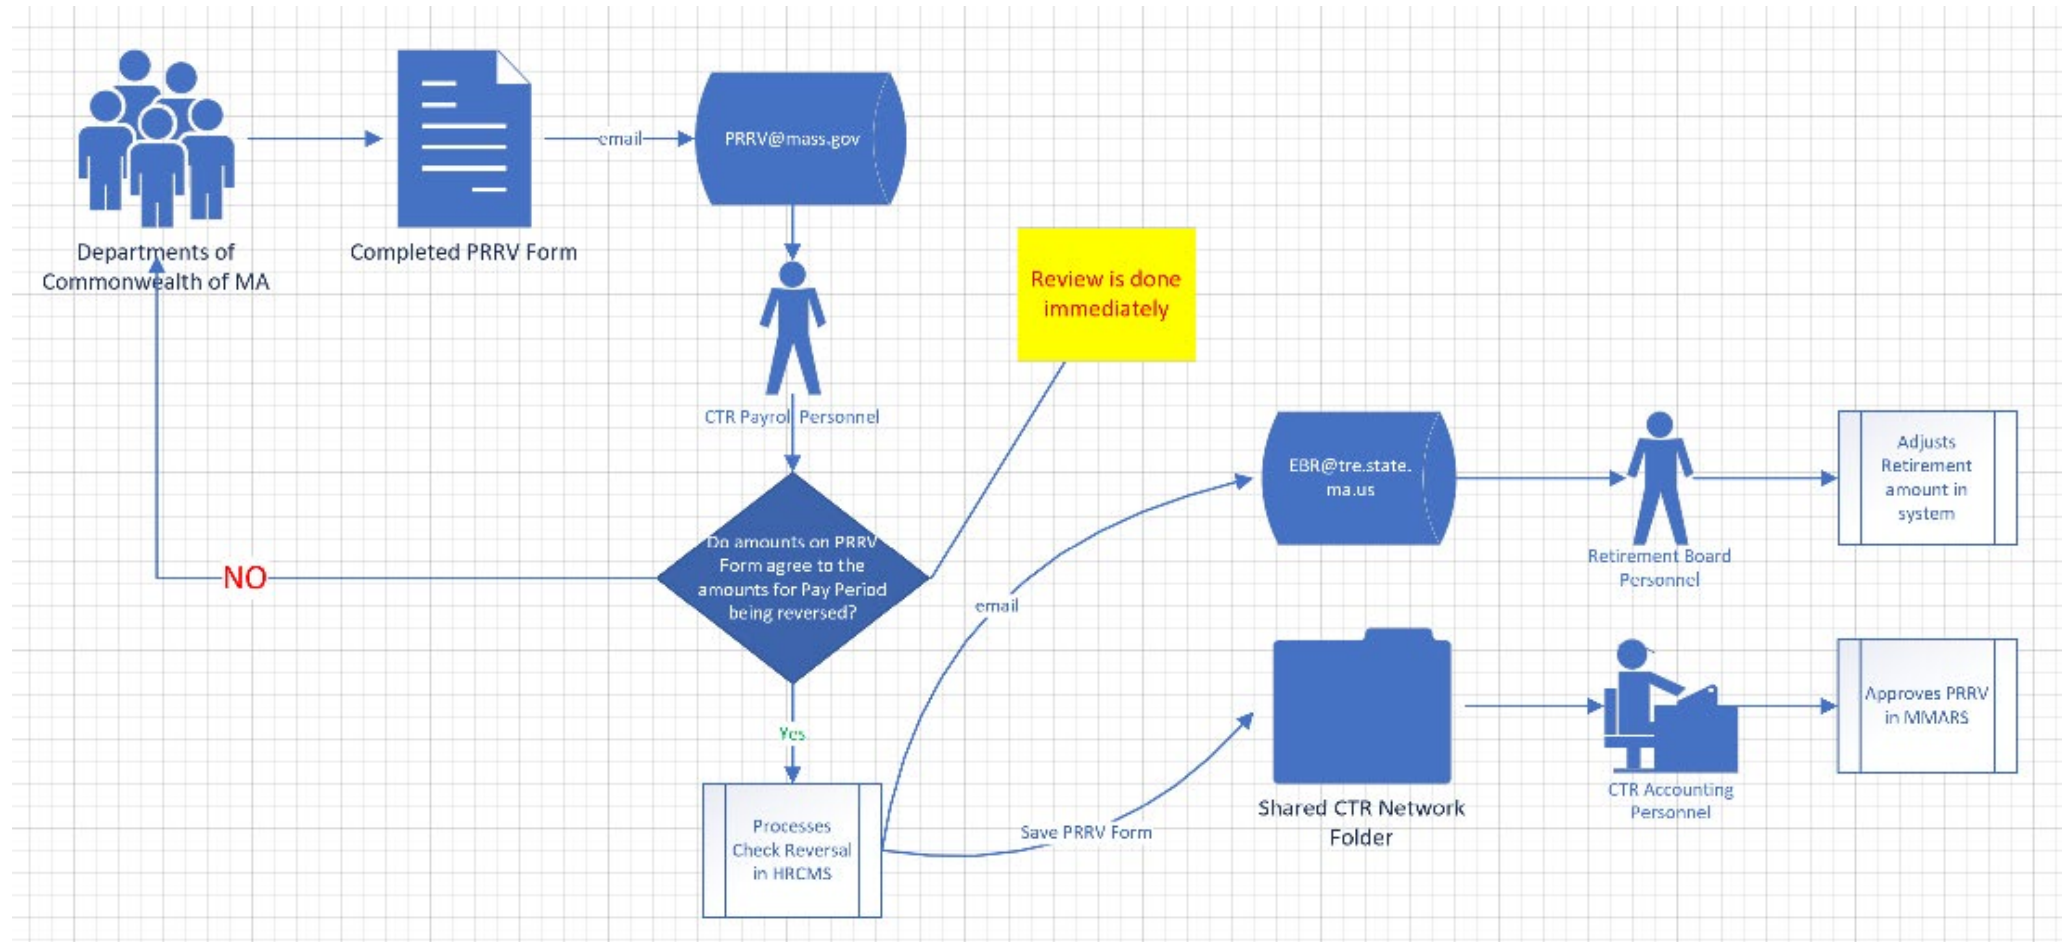 email
PRRV@mass.gov
Departments of
Commonwealth of MA
Completed PRRV Form
Review is done
immediately
CTR Payroll Personnel
Do amounts on PRRV
Form agree to the
amounts for Pay Period
being reversed?
NO
Yes
Processes
Check Reversal
in HRCMS
email
EBR@tre.state.
ma.us
Retirement Board
Personnel
Adjusts
Retirement
amount in
system
Save PRRV Form
Shared CTR Network
Folder
CTR Accounting
Personnel
Approves PRRV
in MMARS